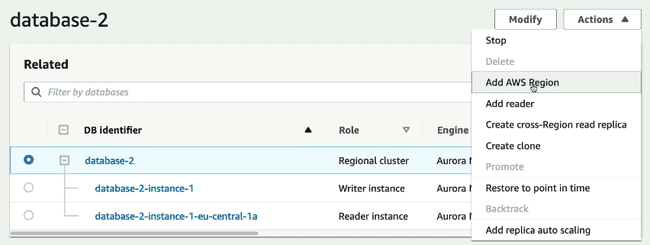 database-2
Modify
Actions
Stop
Delete
Add AWS Region
Add reader
Create cross-Region read replica
Create clone
Promote
Restore to point in time
Backtrack
Add replica auto scaling
Related
Filter by databases
DB identifier Role Engine
database-2 Regional cluster Aurora
database-2-instance-1 Writer instance Aurora
database-2-instance-1-eu-central-1a Reader instance Aurora